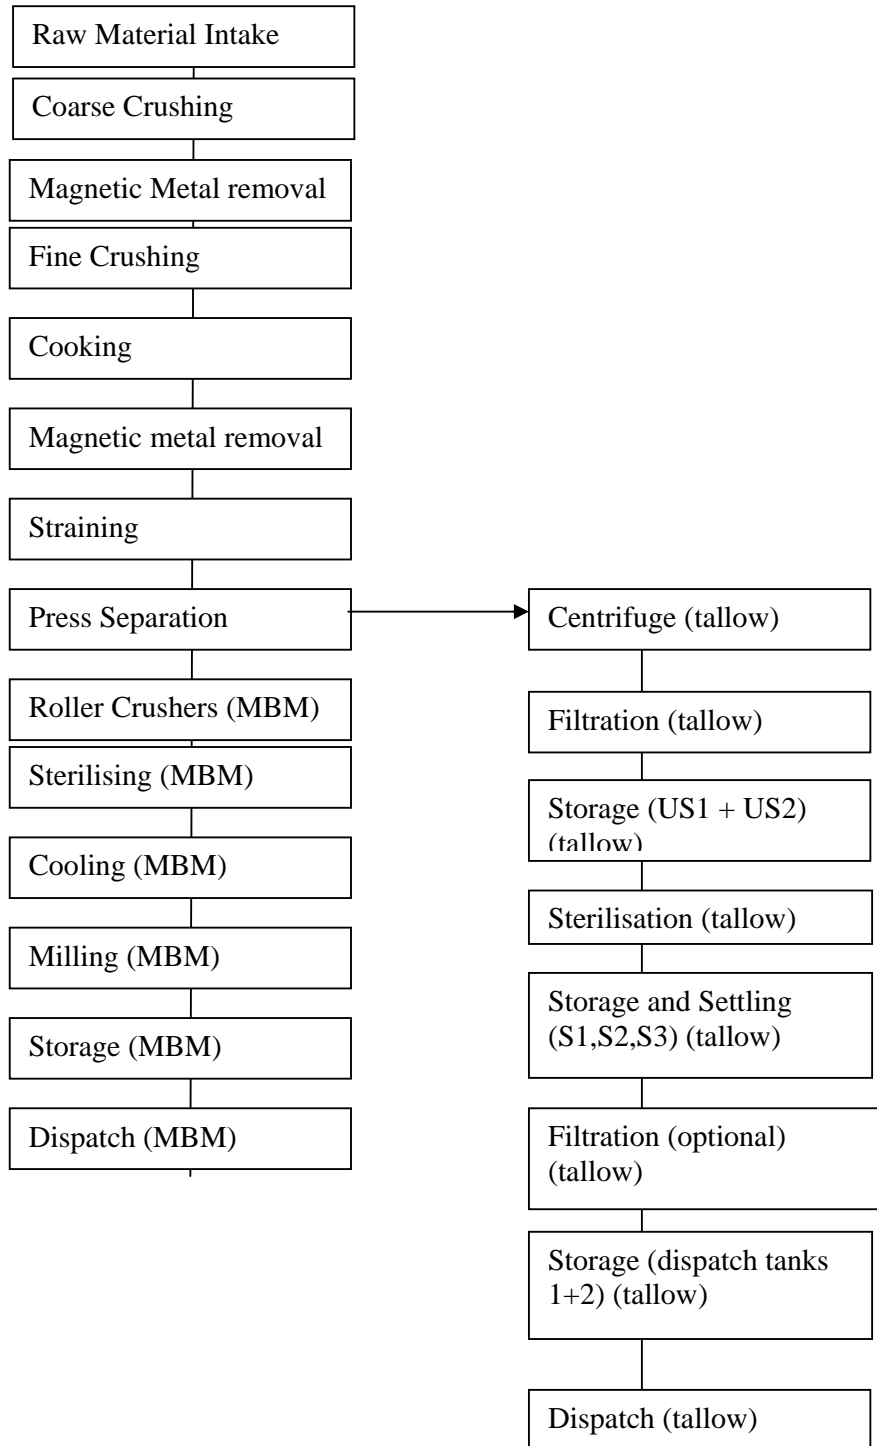 Raw Material Intake
Coarse Crushing
Magnetic Metal removal
Fine Crushing
Cooking
Magnetic metal removal
Straining
Press Separation
Roller Crushers (MBM)
Sterilising (MBM)
Cooling (MBM)
Milling (MBM)
Storage (MBM)
Dispatch (MBM)
Centrifuge (tallow)
Filtration (tallow)
Storage (US1 + US2)
(tallow)
Sterilisation (tallow)
Storage and Settling
(S1,S2,S3) (tallow)
Filtration (optional)
(tallow)
Storage (dispatch tanks
1+2) (tallow)
Dispatch (tallow)